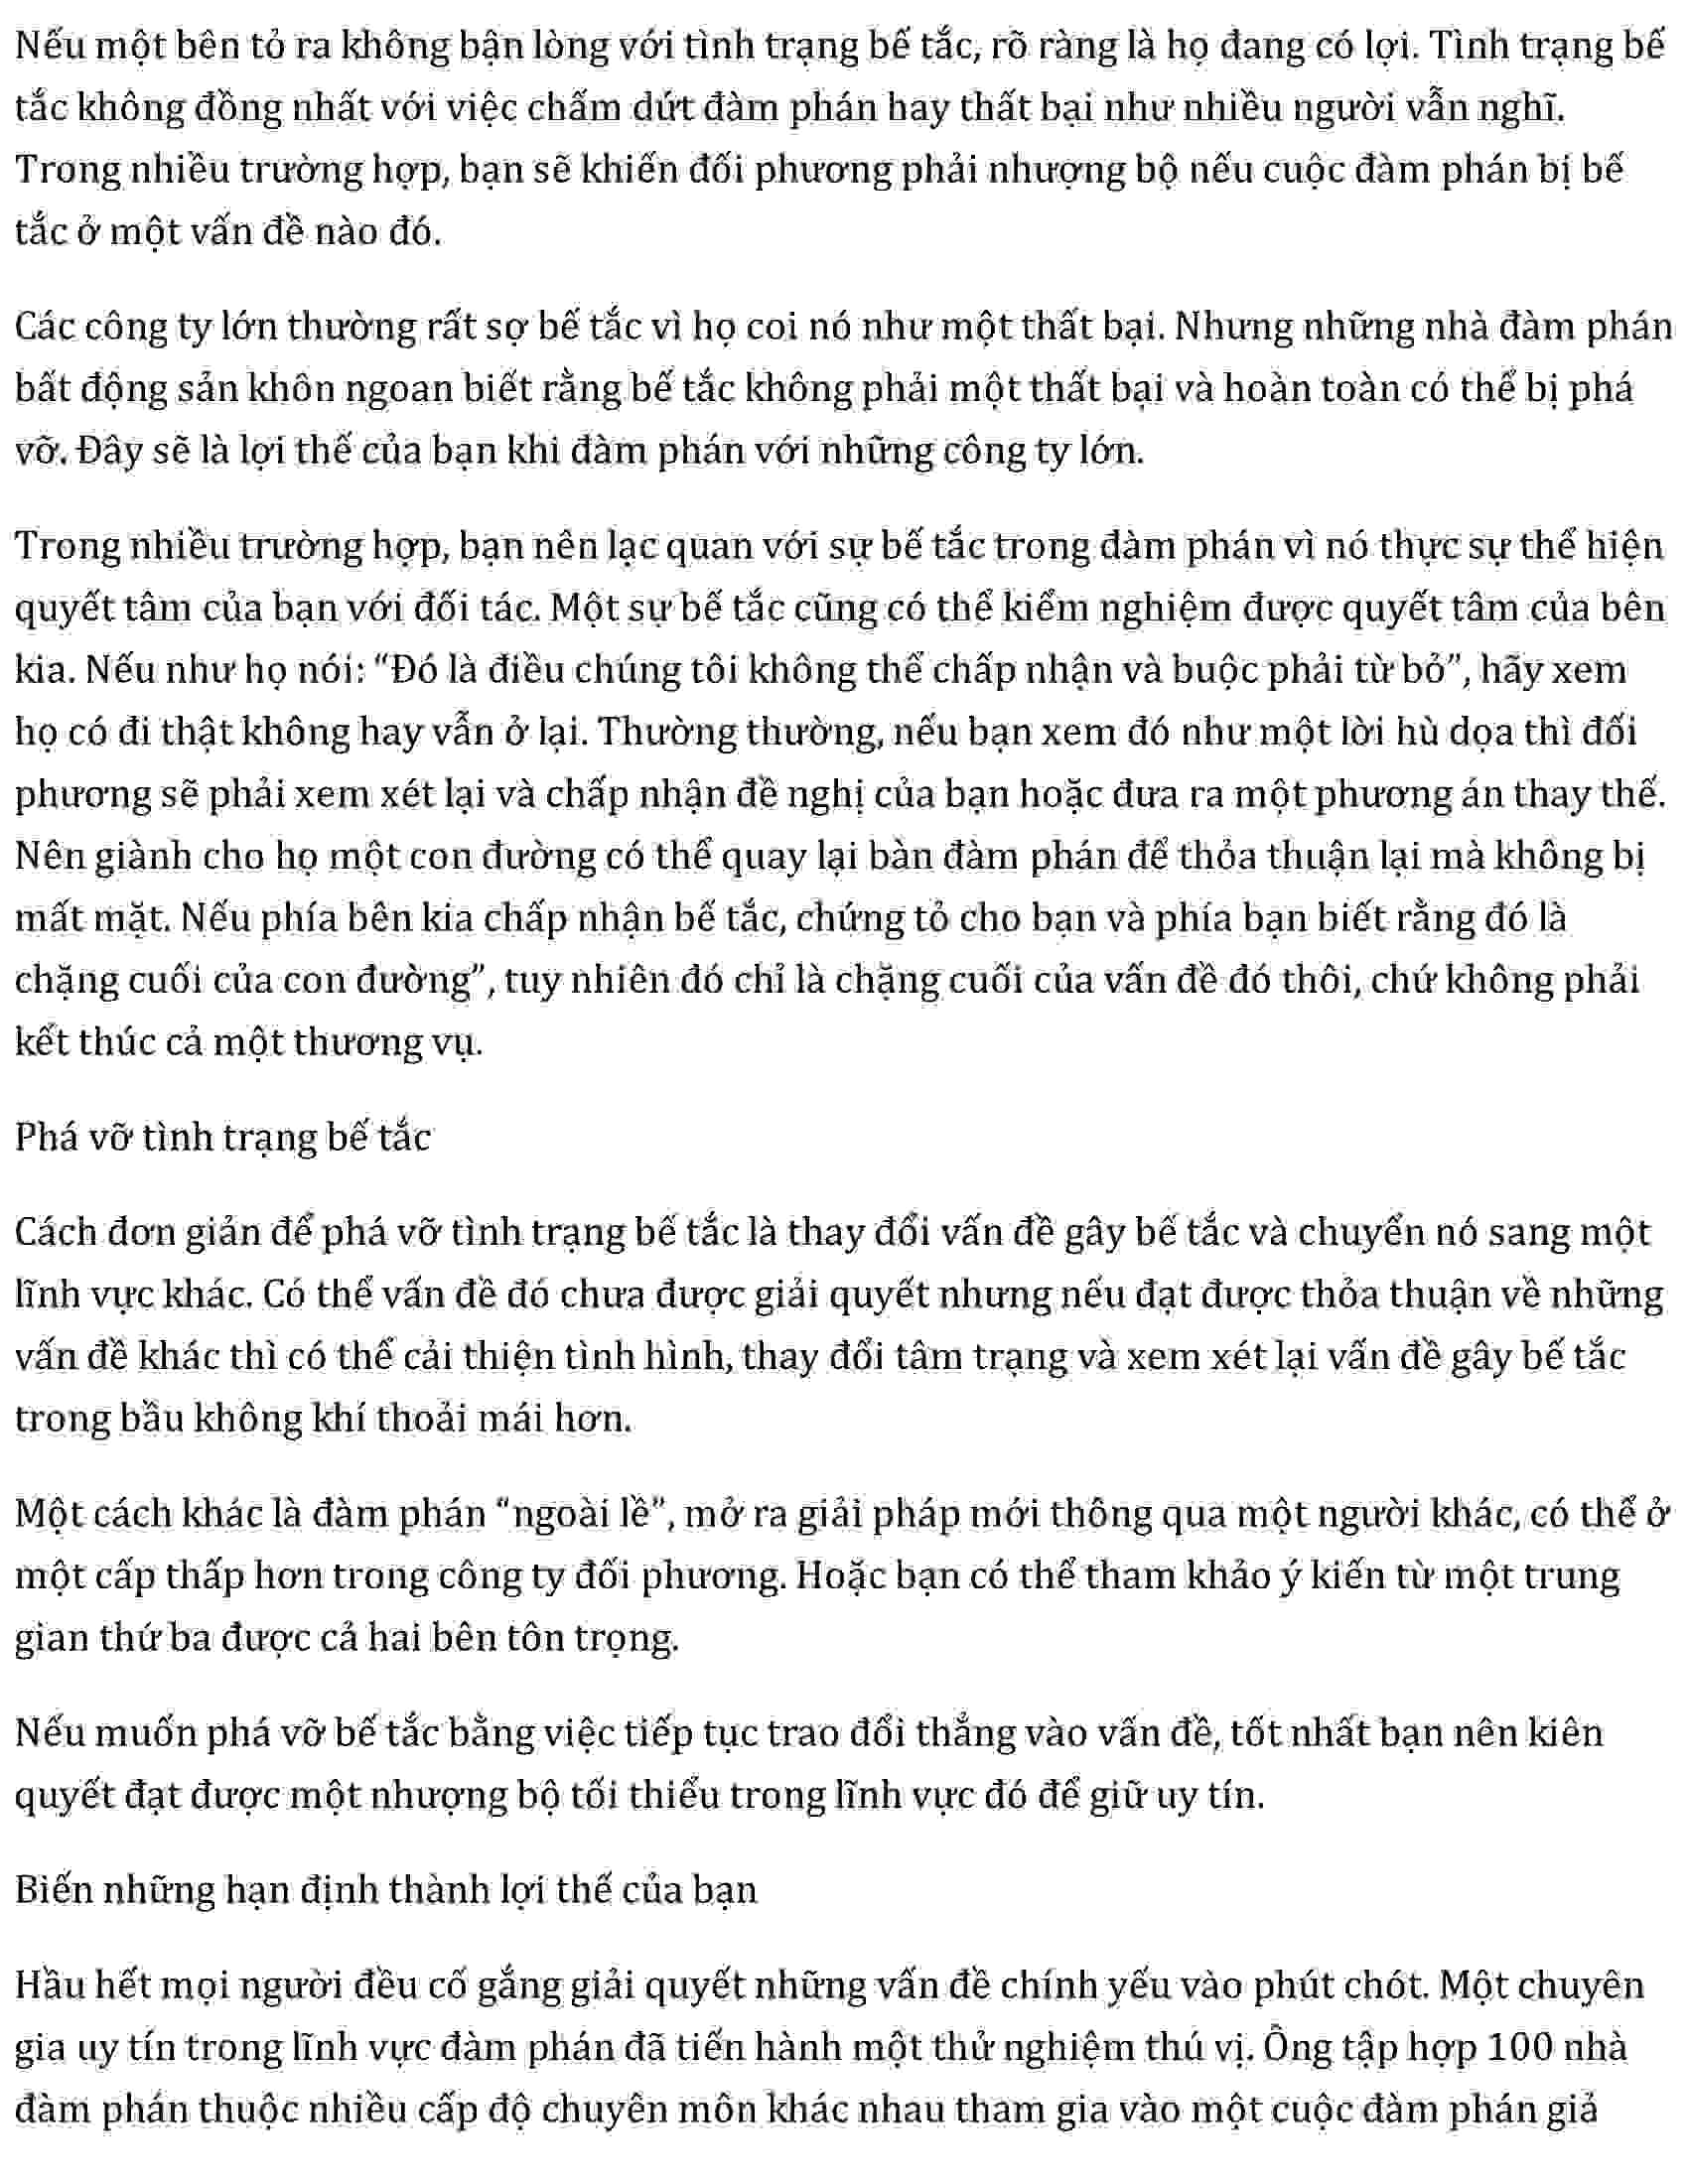 Nếu một bên tỏ ra không bận lòng với tình trạng bế tắc, rõ ràng là họ đang có lợi. Tình trạng bế
tắc không đồng nhất với việc chấm dứt đàm phán hay thất bại như nhiều người vẫn nghĩ.
Trong nhiều trường hợp, bạn sẽ khiến đối phương phải nhượng bộ nếu cuộc đàm phán bị bế
tắc ở một vấn đề nào đó.
Các công ty lớn thường rất sợ bế tắc vì họ coi nó như một thất bại. Nhưng những nhà đàm phán
bất động sản khôn ngoan biết rằng bế tắc không phải một thất bại và hoàn toàn có thể bị phá
vỡ. Đây sẽ là lợi thế của bạn khi đàm phán với những công ty lớn.
Trong nhiều trường hợp, bạn nên lạc quan với sự bế tắc trong đàm phán vì nó thực sự thể hiện
quyết tâm của bạn với đối tác. Một sự bế tắc cũng có thể kiểm nghiệm được quyết tâm của bên
kia. Nếu như họ nói: “Đó là điều chúng tôi không thể chấp nhận và buộc phải từ bỏ”, hãy xem
họ có đi thật không hay vẫn ở lại. Thường thường, nếu bạn xem đó như một lời hù dọa thì đối
phương sẽ phải xem xét lại và chấp nhận đề nghị của bạn hoặc đưa ra một phương án thay thế.
Nên giành cho họ một con đường có thể quay lại bàn đàm phán để thỏa thuận lại mà không bị
mất mặt. Nếu phía bên kia chấp nhận bế tắc, chứng tỏ cho bạn và phía bạn biết rằng đó là
chặng cuối của con đường”, tuy nhiên đó chỉ là chặng cuối của vấn đề đó thôi, chứ không phải
kết thúc cả một thương vụ.
Phá vỡ tình trạng bế tắc
Cách đơn giản để phá vỡ tình trạng bế tắc là thay đổi vấn đề gây bế tắc và chuyển nó sang một
lĩnh vực khác. Có thể vấn đề đó chưa được giải quyết nhưng nếu đạt được thỏa thuận về những
vấn đề khác thì có thể cải thiện tình hình, thay đổi tâm trạng và xem xét lại vấn đề gây bế tắc
trong bầu không khí thoải mái hơn.
Một cách khác là đàm phán “ngoài lề”, mở ra giải pháp mới thông qua một người khác, có thể ở
một cấp thấp hơn trong công ty đối phương. Hoặc bạn có thể tham khảo ý kiến từ một trung
gian thứ ba được cả hai bên tôn trọng.
Nếu muốn phá vỡ bế tắc bằng việc tiếp tục trao đổi thẳng vào vấn đề, tốt nhất bạn nên kiên
quyết đạt được một nhượng bộ tối thiểu trong lĩnh vực đó để giữ uy tín.
Biến những hạn định thành lợi thế của bạn
Hầu hết mọi người đều cố gắng giải quyết những vấn đề chính yếu vào phút chót. Một chuyên
gia uy tín trong lĩnh vực đàm phán đã tiến hành một thử nghiệm thú vị. Ông tập hợp 100 nhà
đàm phán thuộc nhiều cấp độ chuyên môn khác nhau tham gia vào một cuộc đàm phán giả